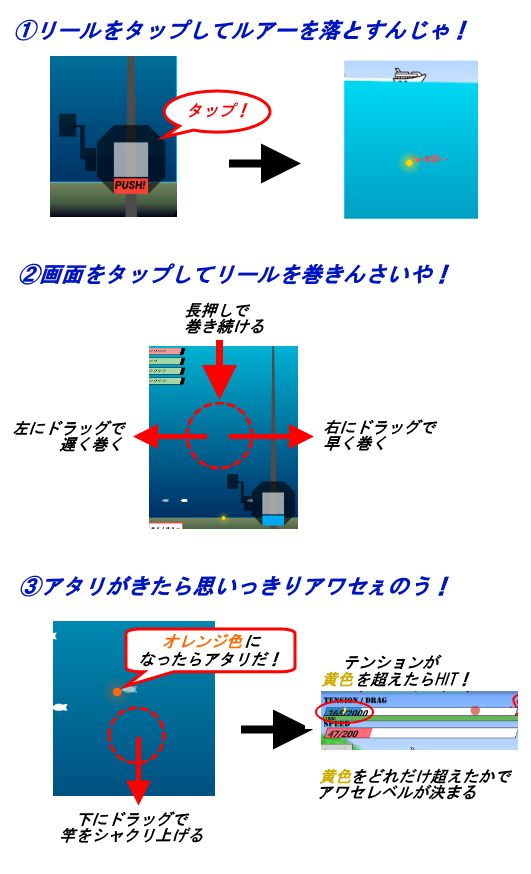 ①リールをタップしてルアーを落とすんじゃ！
タップ！
PUSH!
②画面をタップしてリールを巻きんさいや！
長押しで
巻き続ける
左にドラッグで
遅く巻く
右にドラッグで
早く巻く
③アタリがきたら思いっきりアワセぇのう！
オレンジ色に
なったらアタリだ！
下にドラッグで
竿をシャクリ上げる
テンションが
黄色を超えたらHIT！
TENSION / DRAG
365/2000
SPEED
47/200
黄色をどれだけ超えたかで
アワセレベルが決まる